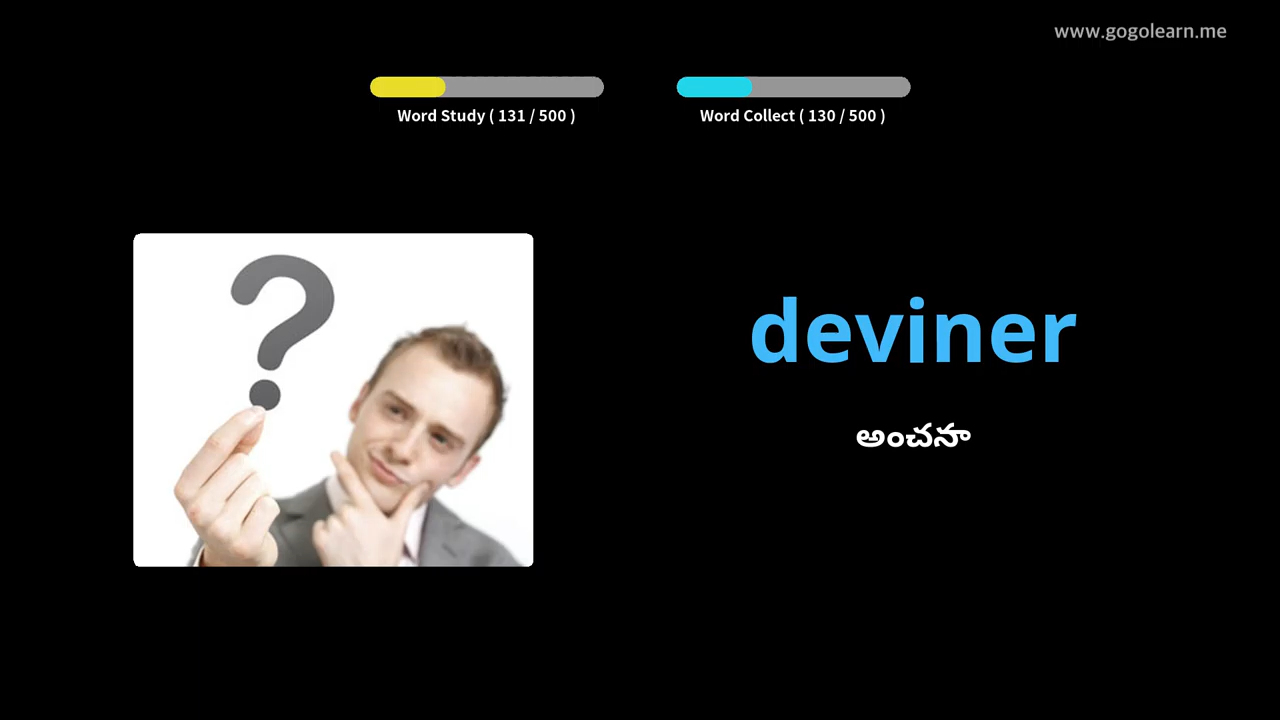 www.gogolearn.me
Word Study ( 131 / 500 )
Word Collect ( 130 / 500 )
?
deviner
అంచనా